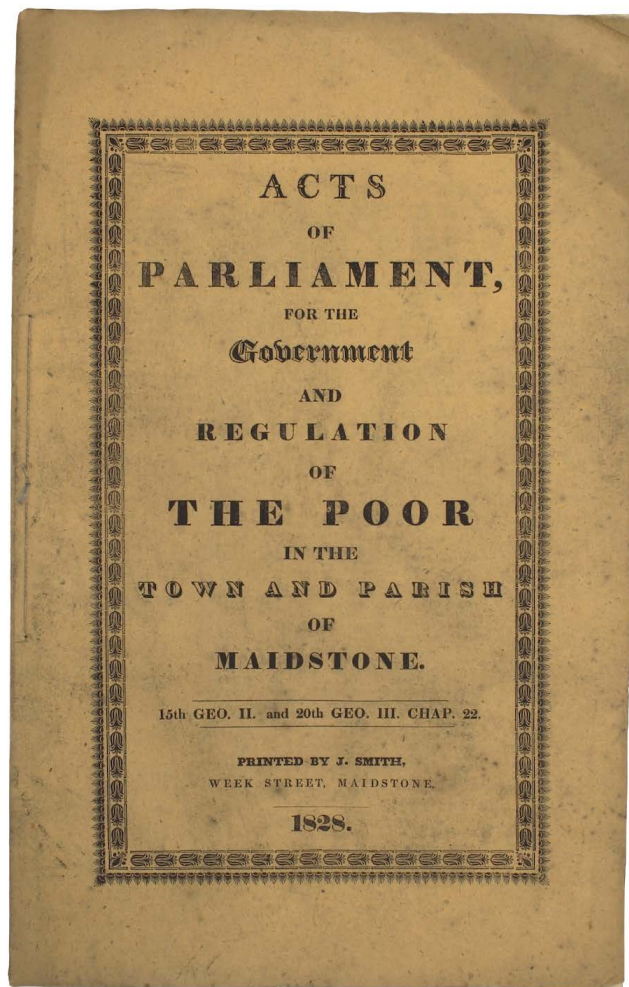 ACTS
OF
PARLIAMENT,
FOR THE
Government
AND
REGULATION
OF
THE POOR
IN THE
TOWN AND PARISH
OF
MAIDSTONE.
15th GEO. II. and 20th GEO. III. CHAP. 22.
PRINTED BY J. SMITH,
WEEK STREET, MAIDSTONE.
1828.